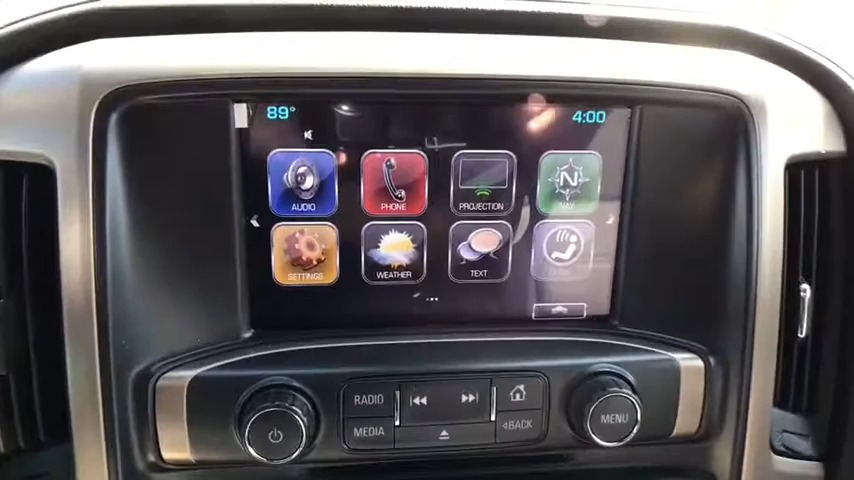 89° 4:00
AUDIO PHONE PROJECTION NAV
N
SETTINGS WEATHER TEXT
RADIO
MEDIA
BACK
MENU